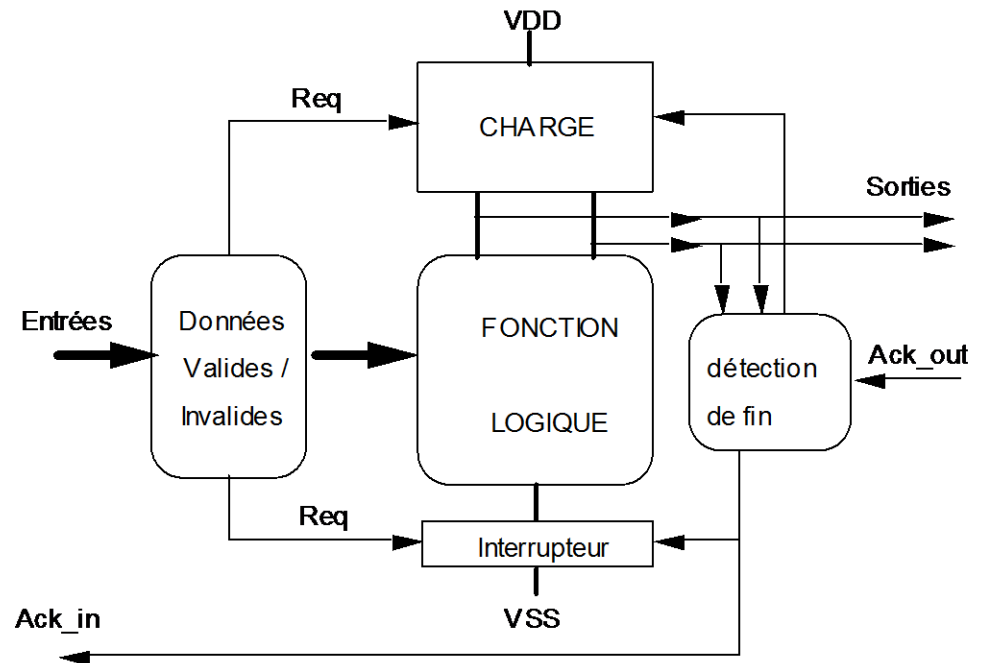 VDD
Req
CHARGE
Sorties
Entrées
Données
Valides /
Invalides
FONCTION
LOGIQUE
détection
de fin
Ack_out
Req
Interrupteur
VSS
Ack_in